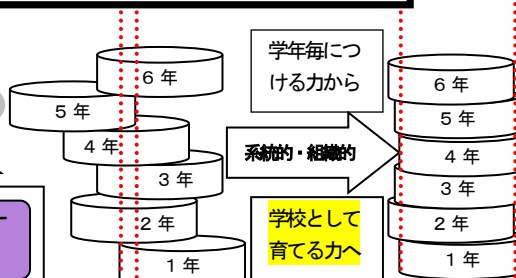 6年
5年
4年
3年
2年
1年
学年毎につ
ける力から
系統的・組織的
学校として
育てる力へ
6年
5年
4年
3年
2年
1年